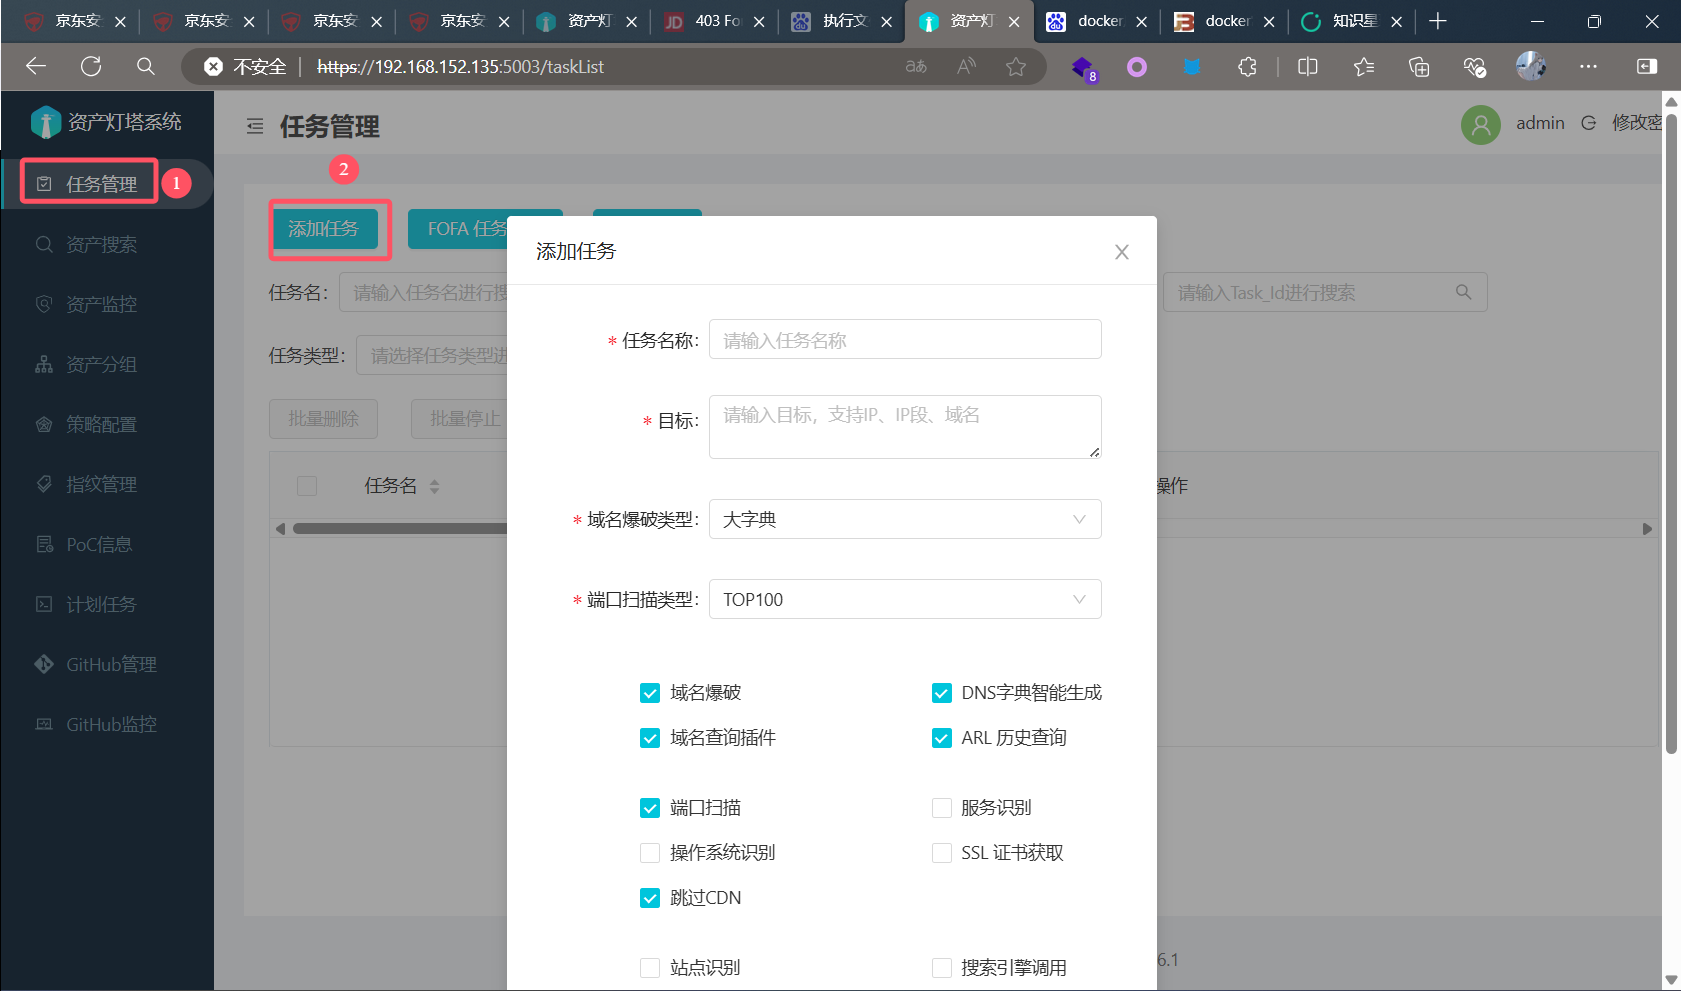 京东安 京东安 京东安 京东安 资产灯 JD 403 Fo 执行文 资产灯 docker docker 知识星
不安全 https://192.168.152.135:5003/taskList 8
资产灯塔系统
任务管理
admin
修改密
任务管理 1
2
资产搜索
资产监控
资产分组
策略配置
指纹管理
PoC信息
计划任务
GitHub管理
GitHub监控
添加任务
FOFA 任务
任务名：
请输入任务名进行搜
请输入Task_Id进行搜索
任务类型：
请选择任务类型进
批量删除
批量停止
任务名
操作
添加任务
* 任务名称：
请输入任务名称
* 目标：
请输入目标，支持IP、IP段、域名
* 域名爆破类型：
大字典
* 端口扫描类型：
TOP100
域名爆破
DNS字典智能生成
域名查询插件
ARL 历史查询
端口扫描
服务识别
操作系统识别
SSL 证书获取
跳过CDN
站点识别
搜索引擎调用
6.1